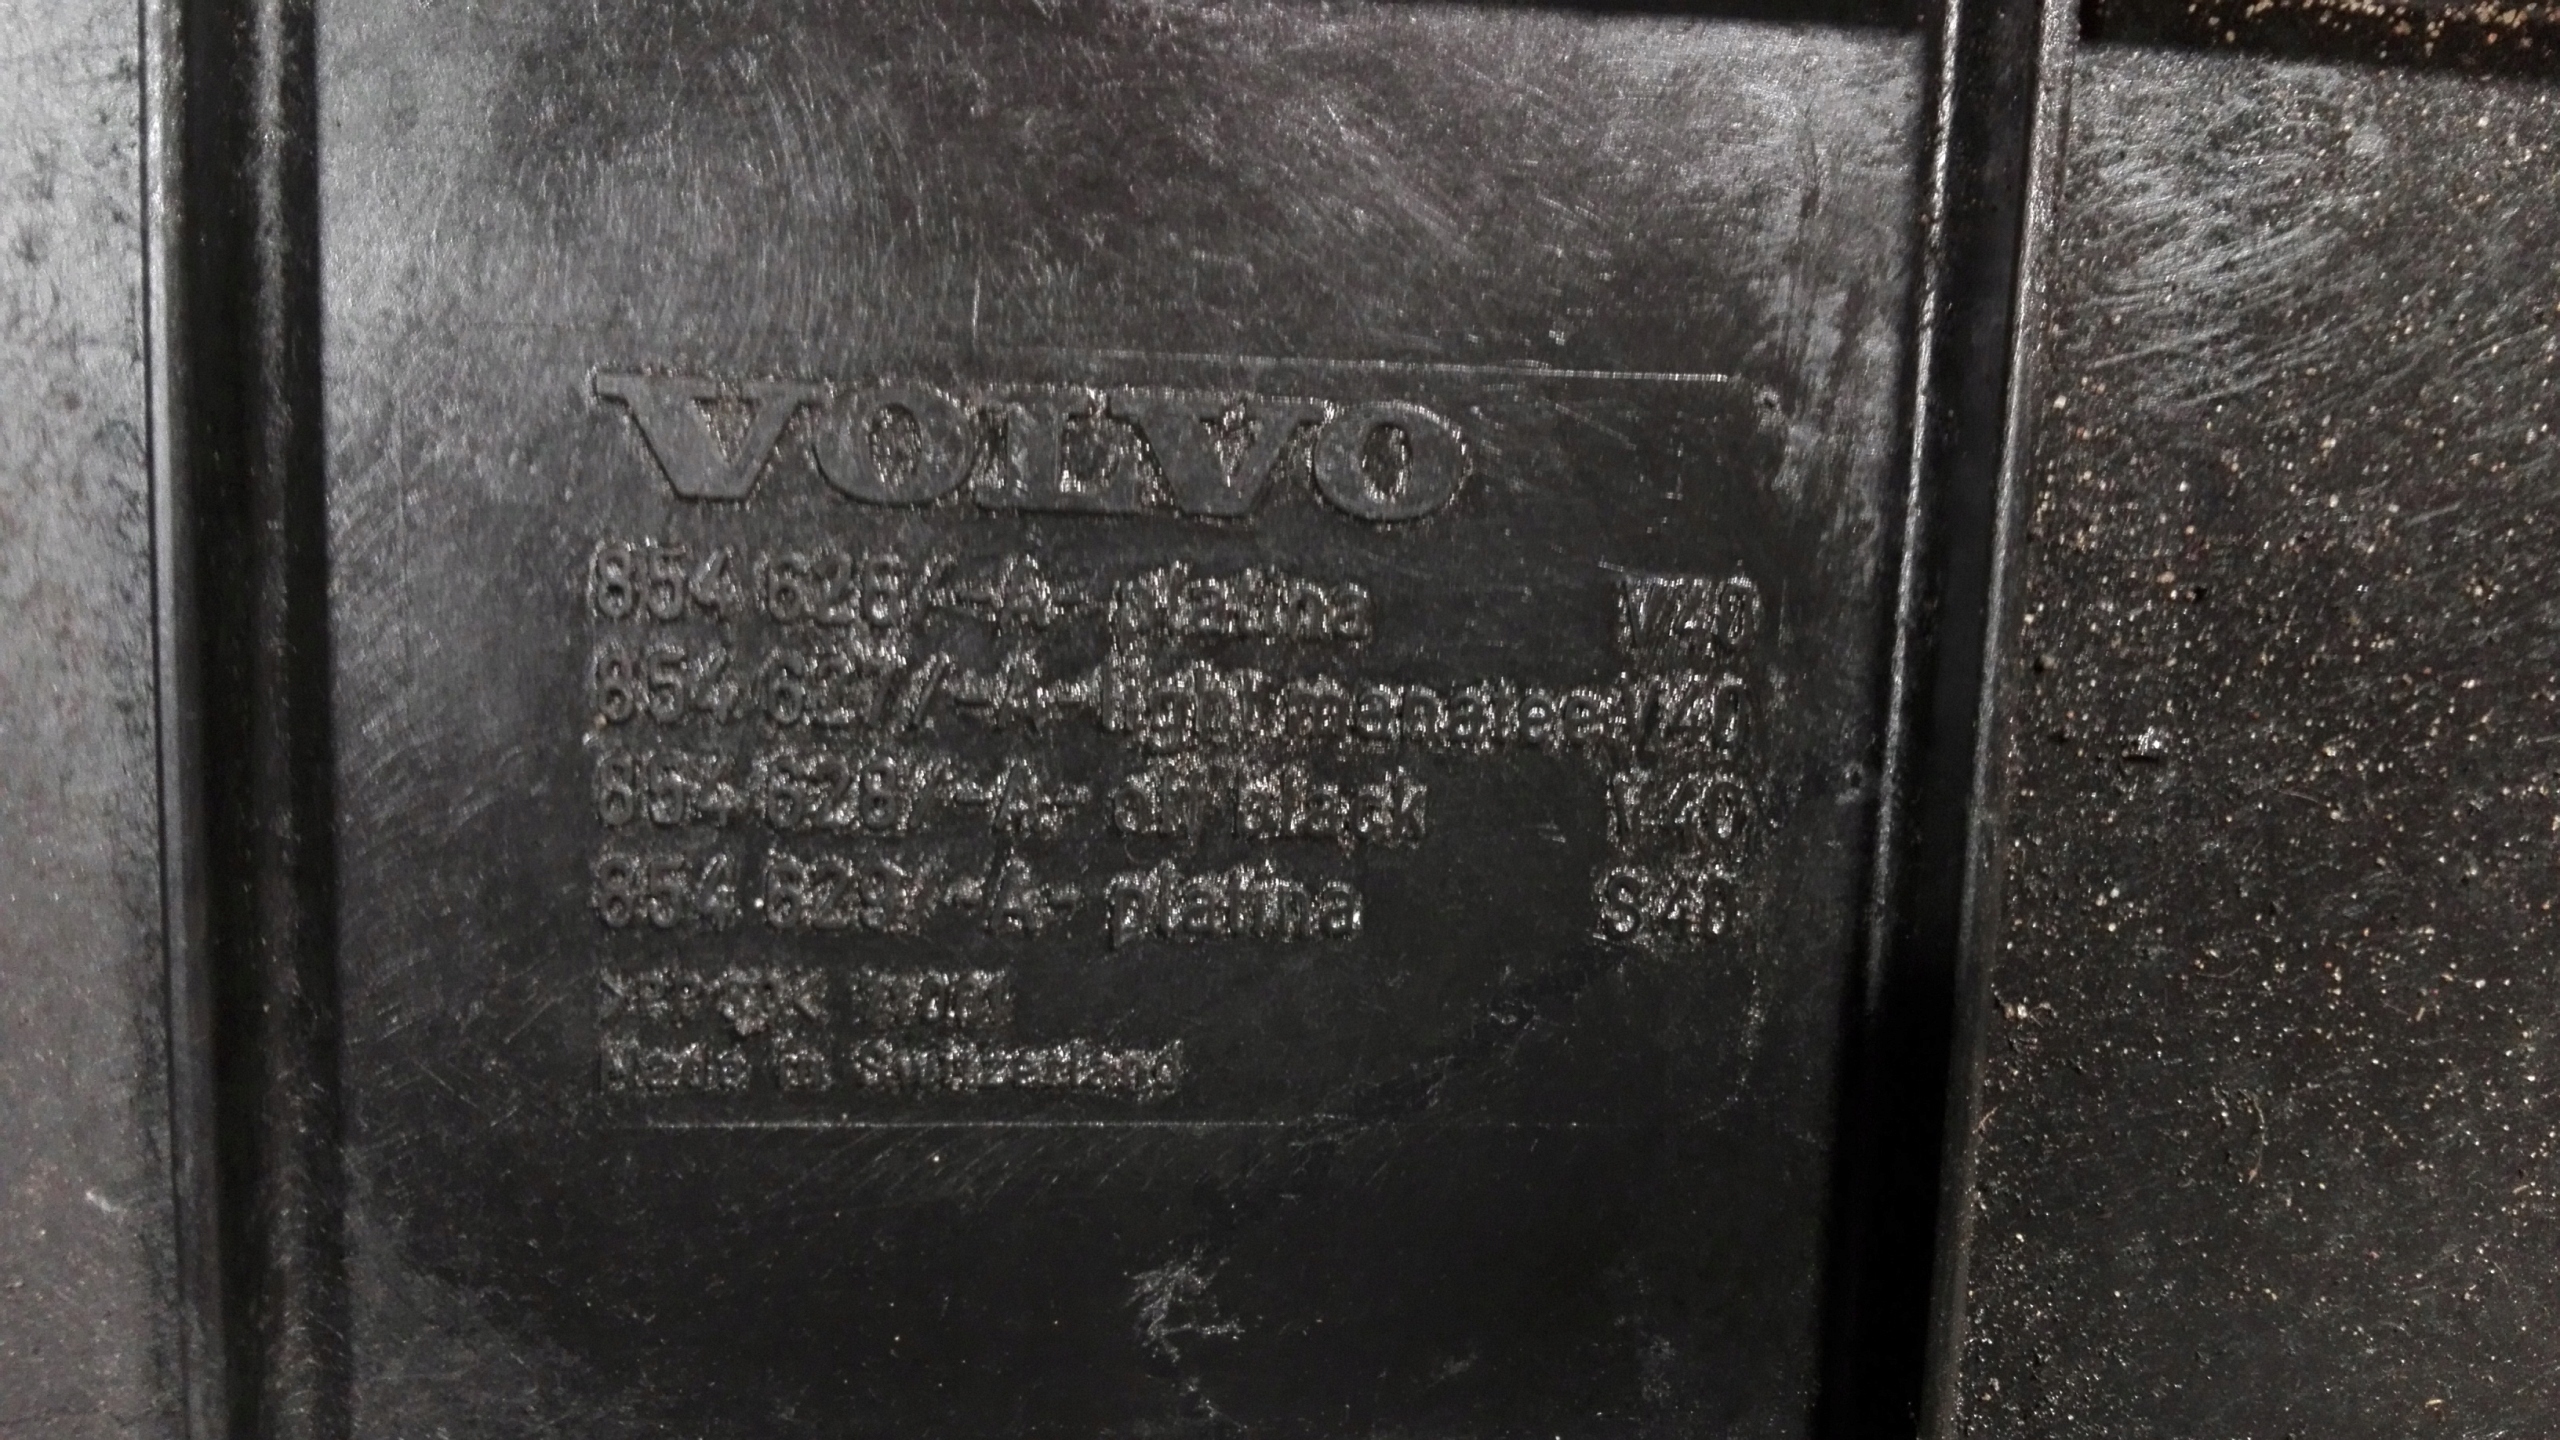 VOLVO
854 626/-A- platina V40
854 627/-A- light manatee V40
854 628/-A- off black V40
854 629/-A- platina S40
Made in Switzerland